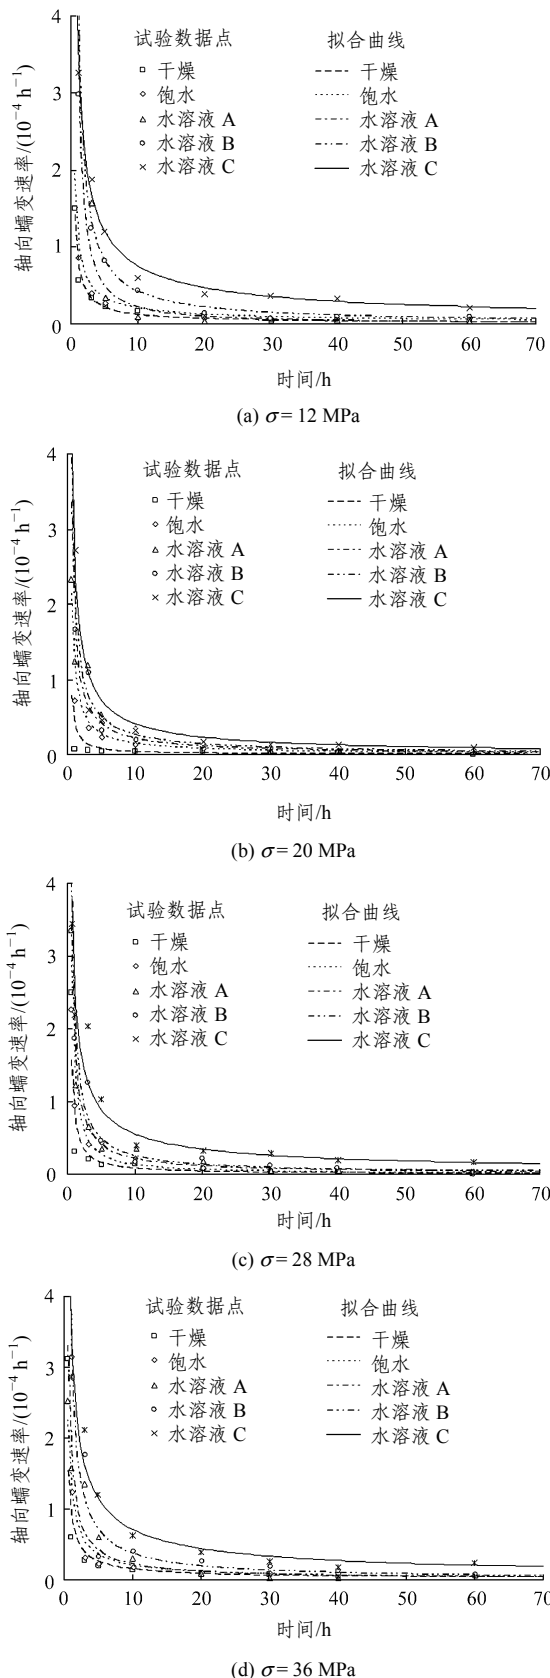 轴向蠕变速率/(10⁻⁴ h⁻¹)
4
3
2
1
0
试验数据点 拟合曲线
干燥 干燥
饱水 饱水
水溶液 A 水溶液 A
水溶液 B 水溶液 B
水溶液 C 水溶液 C
0 10 20 30 40 50 60 70
时间/h
(a) σ= 12 MPa
轴向蠕变速率/(10⁻⁴ h⁻¹)
4
3
2
1
0
试验数据点 拟合曲线
干燥 干燥
饱水 饱水
水溶液 A 水溶液 A
水溶液 B 水溶液 B
水溶液 C 水溶液 C
0 10 20 30 40 50 60 70
时间/h
(b) σ= 20 MPa
轴向蠕变速率/(10⁻⁴ h⁻¹)
4
3
2
1
0
试验数据点 拟合曲线
干燥 干燥
饱水 饱水
水溶液 A 水溶液 A
水溶液 B 水溶液 B
水溶液 C 水溶液 C
0 10 20 30 40 50 60 70
时间/h
(c) σ= 28 MPa
轴向蠕变速率/(10⁻⁴ h⁻¹)
4
3
2
1
0
试验数据点 拟合曲线
干燥 干燥
饱水 饱水
水溶液 A 水溶液 A
水溶液 B 水溶液 B
水溶液 C 水溶液 C
0 10 20 30 40 50 60 70
时间/h
(d) σ= 36 MPa